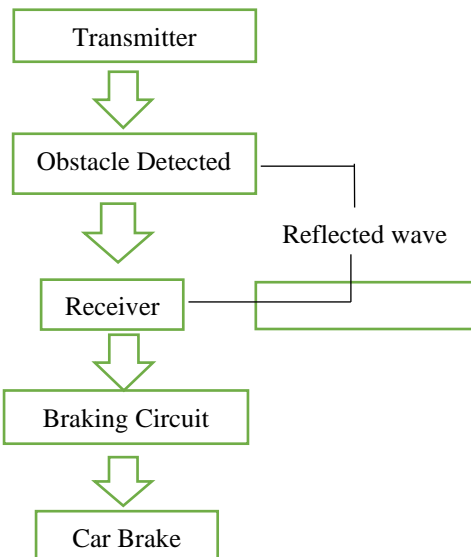 Transmitter
Obstacle Detected
Reflected wave
Receiver
Braking Circuit
Car Brake